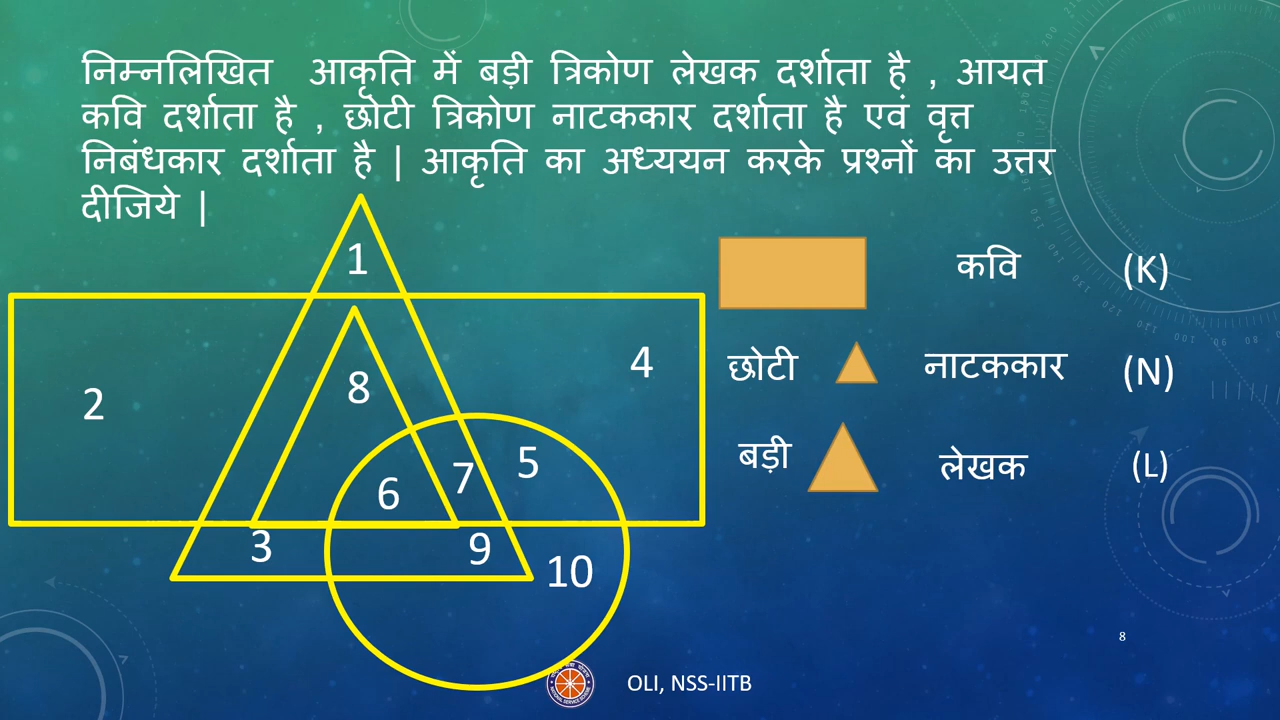 निम्नलिखित आकृति में बड़ी त्रिकोण लेखक दर्शाता है , आयत
कवि दर्शाता है , छोटी त्रिकोण नाटककार दर्शाता है एवं वृत्त
निबंधकार दर्शाता है | आकृति का अध्ययन करके प्रश्नों का उत्तर
दीजिये |
1
कवि (K)
2
8
4
छोटी नाटककार (N)
6
7
5
बड़ी लेखक (L)
3
9
10
8
OLI, NSS-IITB